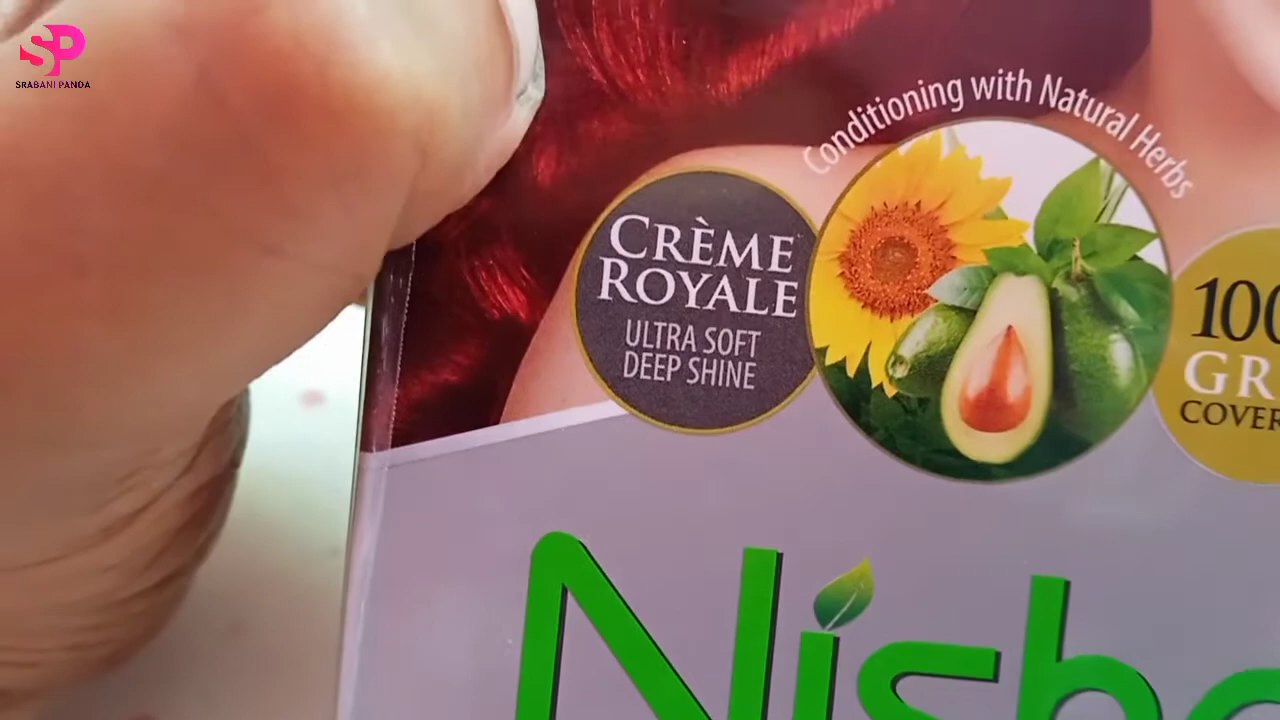 SP
SRABANI PANDA
Conditioning with Natural Herbs
CRÈME
ROYALE
ULTRA SOFT
DEEP SHINE
100
GR
COVER
Nish